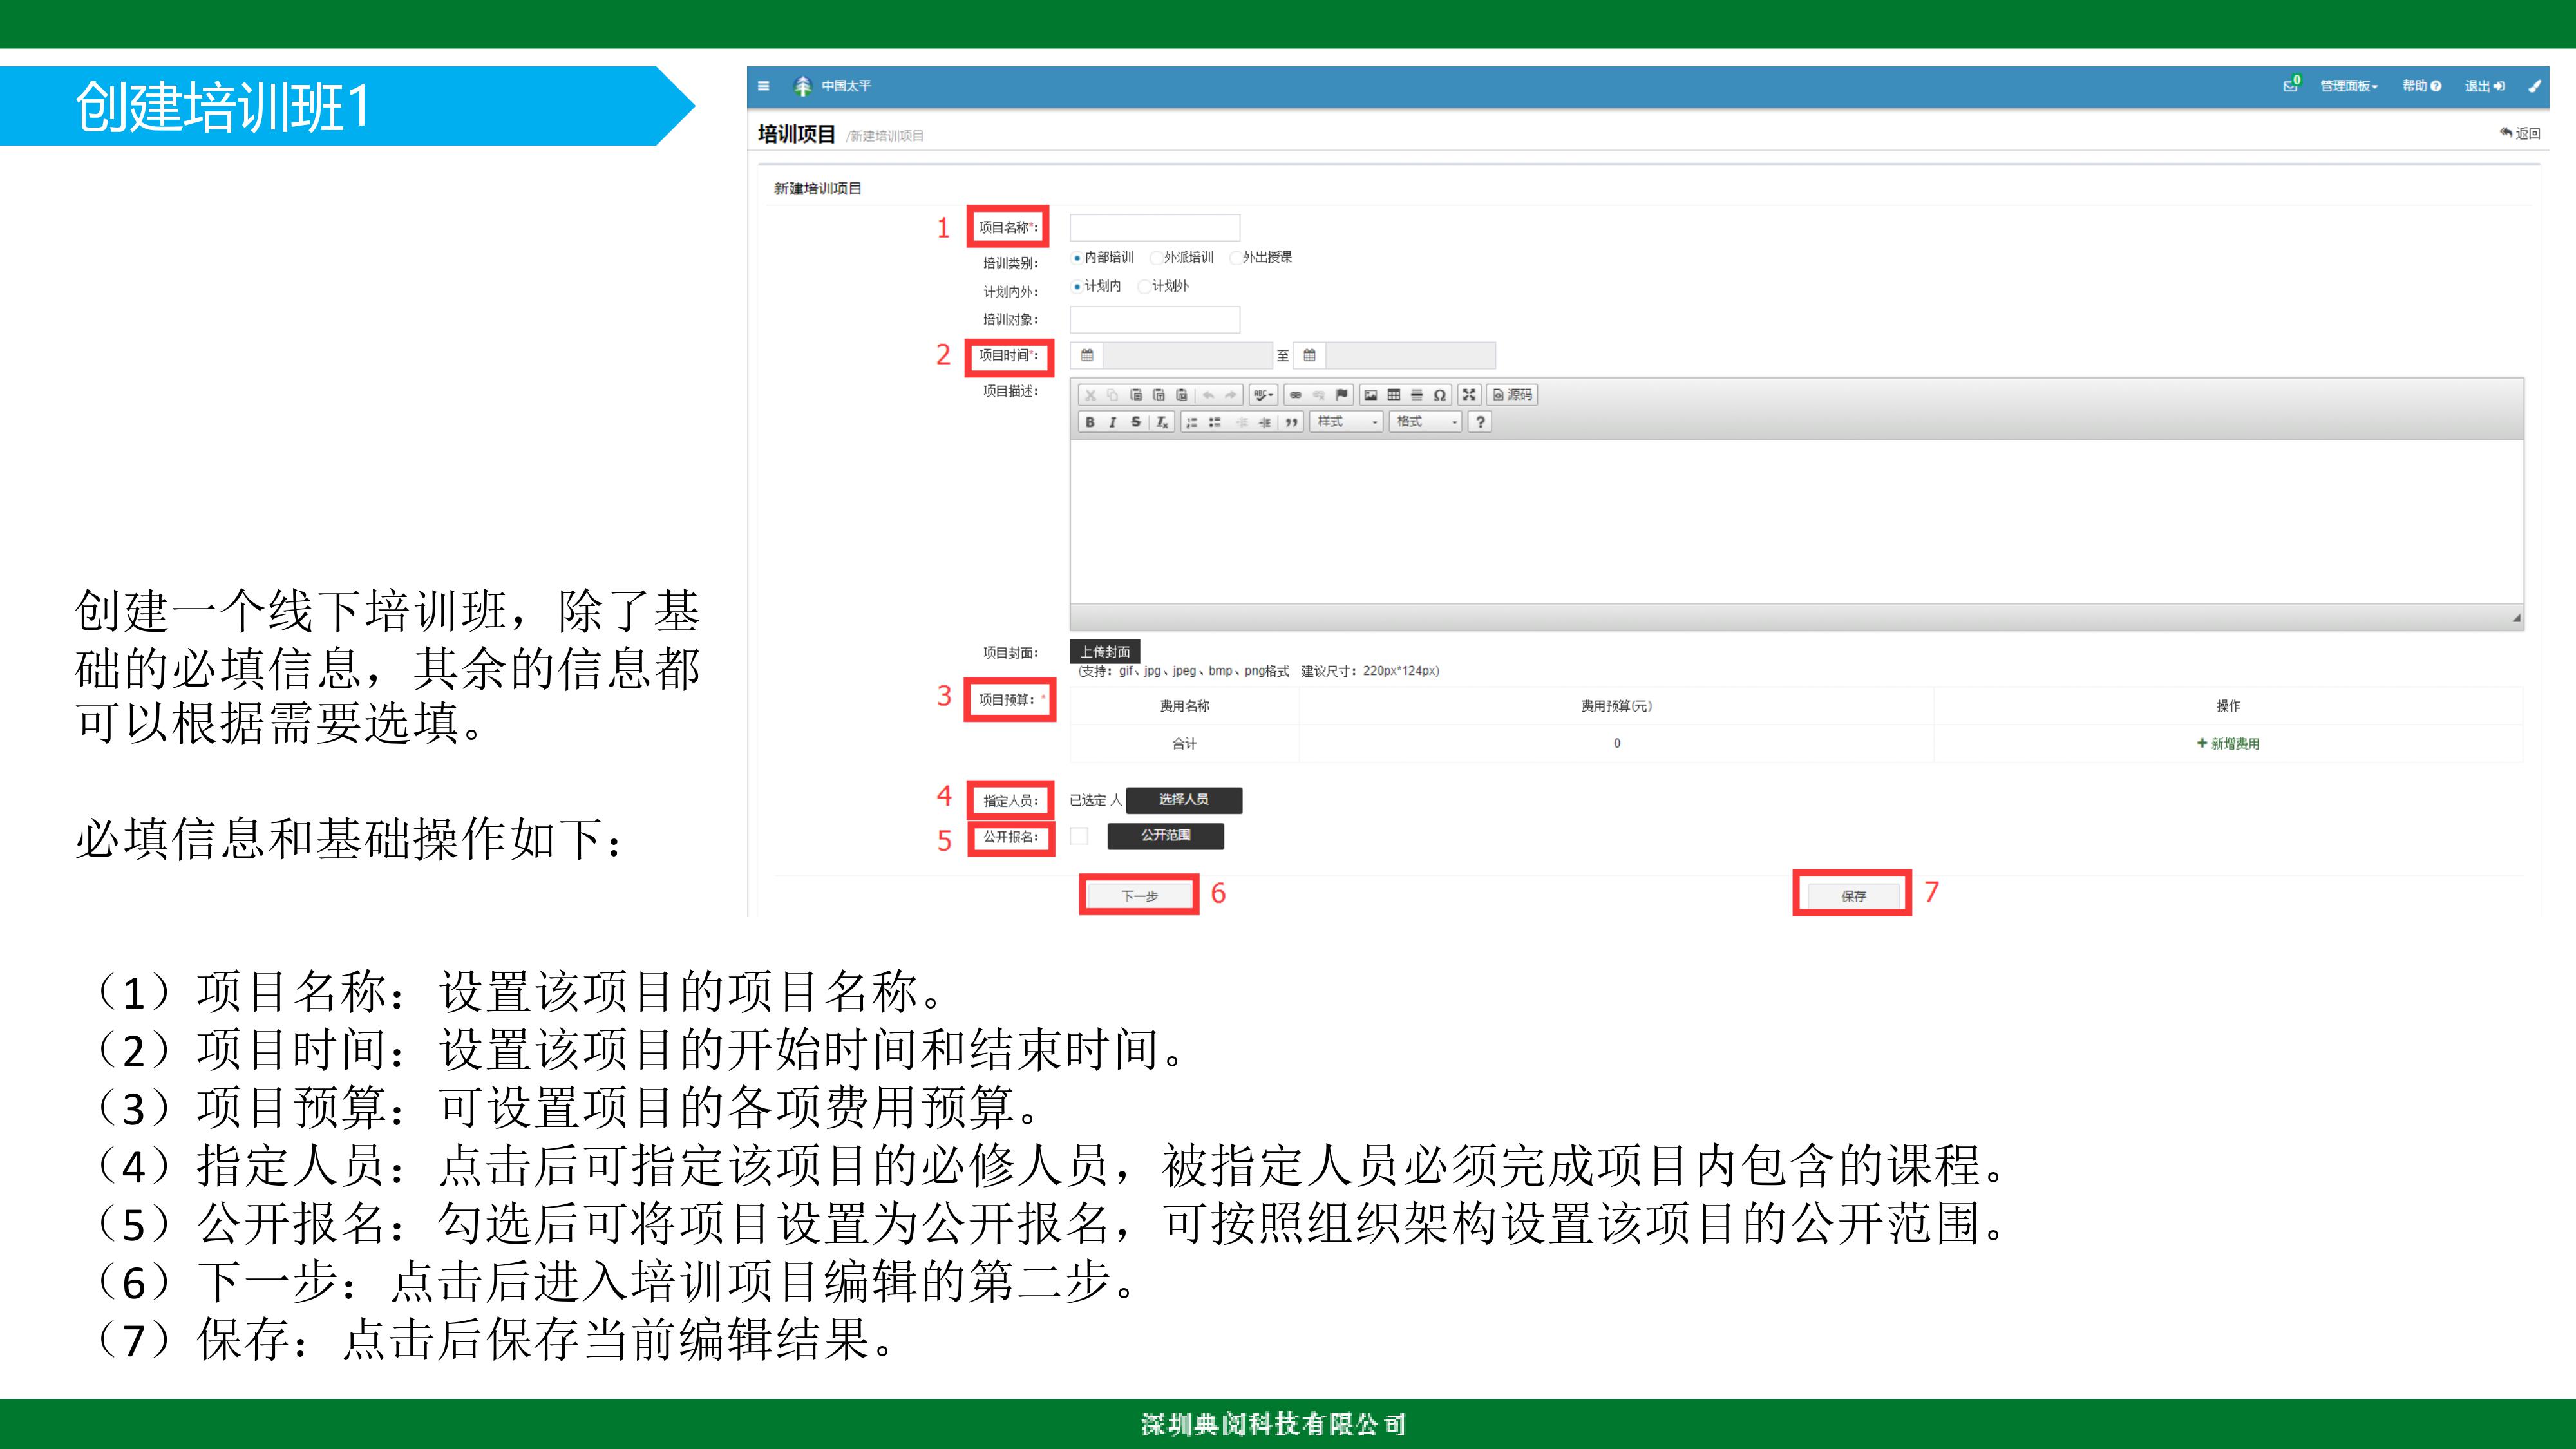 创建培训班1
中国太平
0
管理面板
帮助
退出
培训项目 /新建培训项目
返回
新建培训项目
1 项目名称*:
培训类别: 内部培训 外派培训 外出授课
计划内外: 计划内 计划外
培训对象:
2 项目时间*: 至
项目描述:
ABC Ω 源码
B I S Tx 样式 格式 ?
项目封面: 上传封面
(支持: gif、jpg、jpeg、bmp、png格式 建议尺寸: 220px*124px)
3 项目预算: *
费用名称 费用预算(元) 操作
合计 0 新增费用
4 指定人员: 已选定 人 选择人员
5 公开报名: 公开范围
下一步 6 保存 7
创建一个线下培训班，除了基
础的必填信息，其余的信息都
可以根据需要选填。
必填信息和基础操作如下：
（1）项目名称：设置该项目的项目名称。
（2）项目时间：设置该项目的开始时间和结束时间。
（3）项目预算：可设置项目的各项费用预算。
（4）指定人员：点击后可指定该项目的必修人员，被指定人员必须完成项目内包含的课程。
（5）公开报名：勾选后可将项目设置为公开报名，可按照组织架构设置该项目的公开范围。
（6）下一步：点击后进入培训项目编辑的第二步。
（7）保存：点击后保存当前编辑结果。
深圳典阅科技有限公司